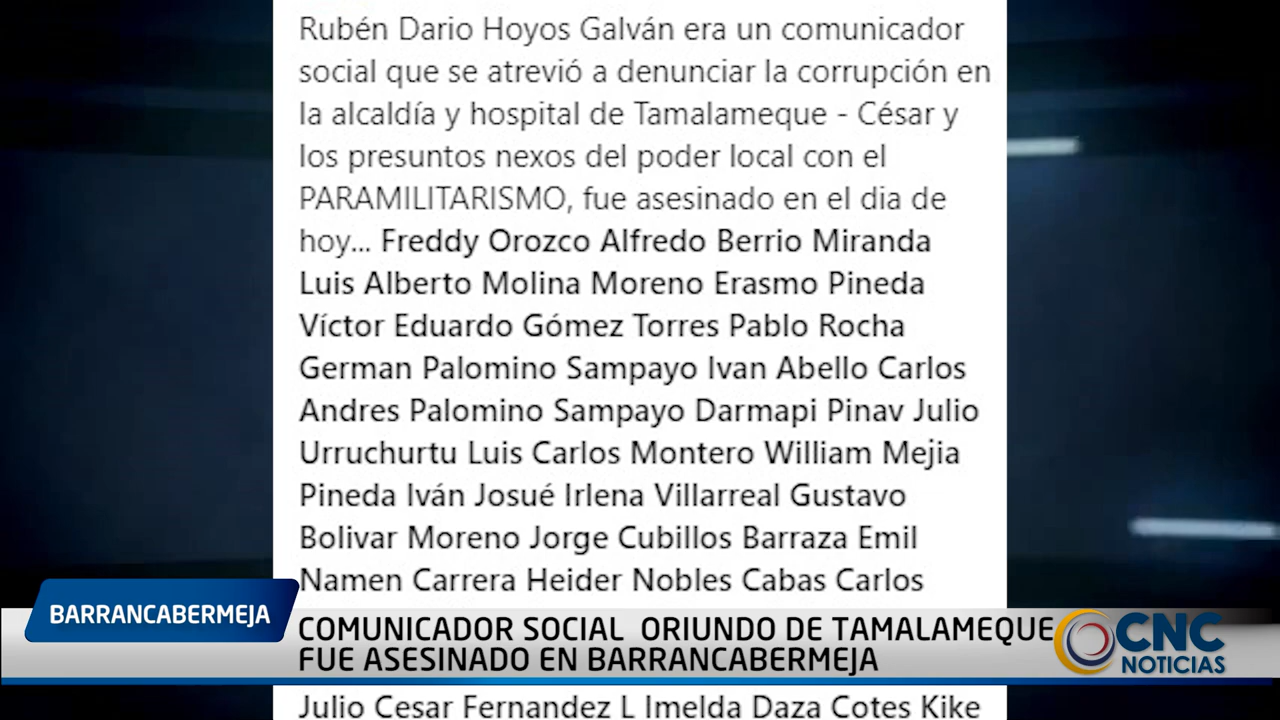 Rubén Dario Hoyos Galván era un comunicador
social que se atrevió a denunciar la corrupción en
la alcaldía y hospital de Tamalameque - César y
los presuntos nexos del poder local con el
PARAMILITARISMO, fue asesinado en el dia de
hoy... Freddy Orozco Alfredo Berrio Miranda
Luis Alberto Molina Moreno Erasmo Pineda
Víctor Eduardo Gómez Torres Pablo Rocha
German Palomino Sampayo Ivan Abello Carlos
Andres Palomino Sampayo Darmapi Pinav Julio
Urruchurtu Luis Carlos Montero William Mejia
Pineda Iván Josué Irlena Villarreal Gustavo
Bolivar Moreno Jorge Cubillos Barraza Emil
Namen Carrera Heider Nobles Cabas Carlos
BARRANCABERMEJA
COMUNICADOR SOCIAL ORIUNDO DE TAMALAMEQUE
FUE ASESINADO EN BARRANCABERMEJA
CNC
NOTICIAS
Julio Cesar Fernandez L Imelda Daza Cotes Kike